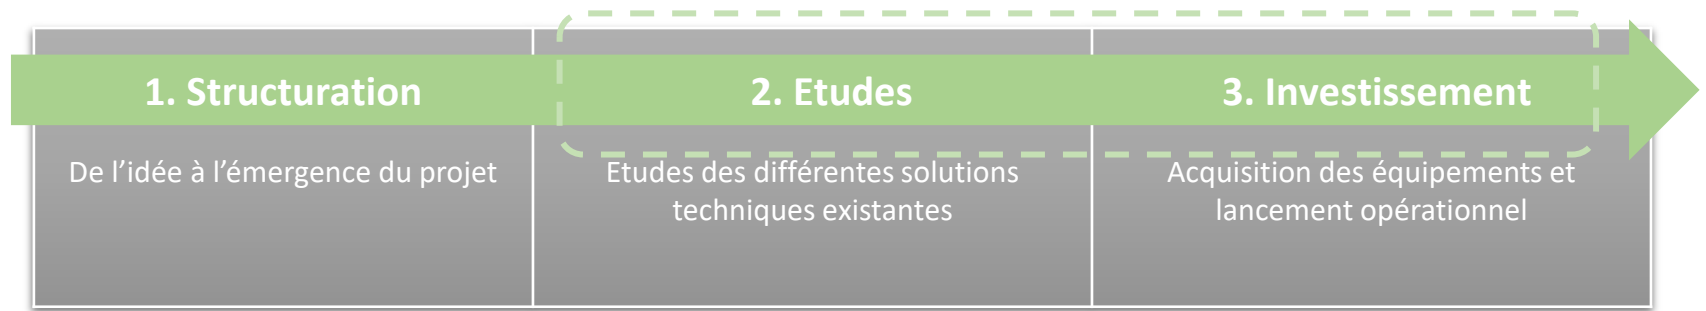 1. Structuration
2. Etudes
3. Investissement
De l’idée à l’émergence du projet
Etudes des différentes solutions
techniques existantes
Acquisition des équipements et
lancement opérationnel